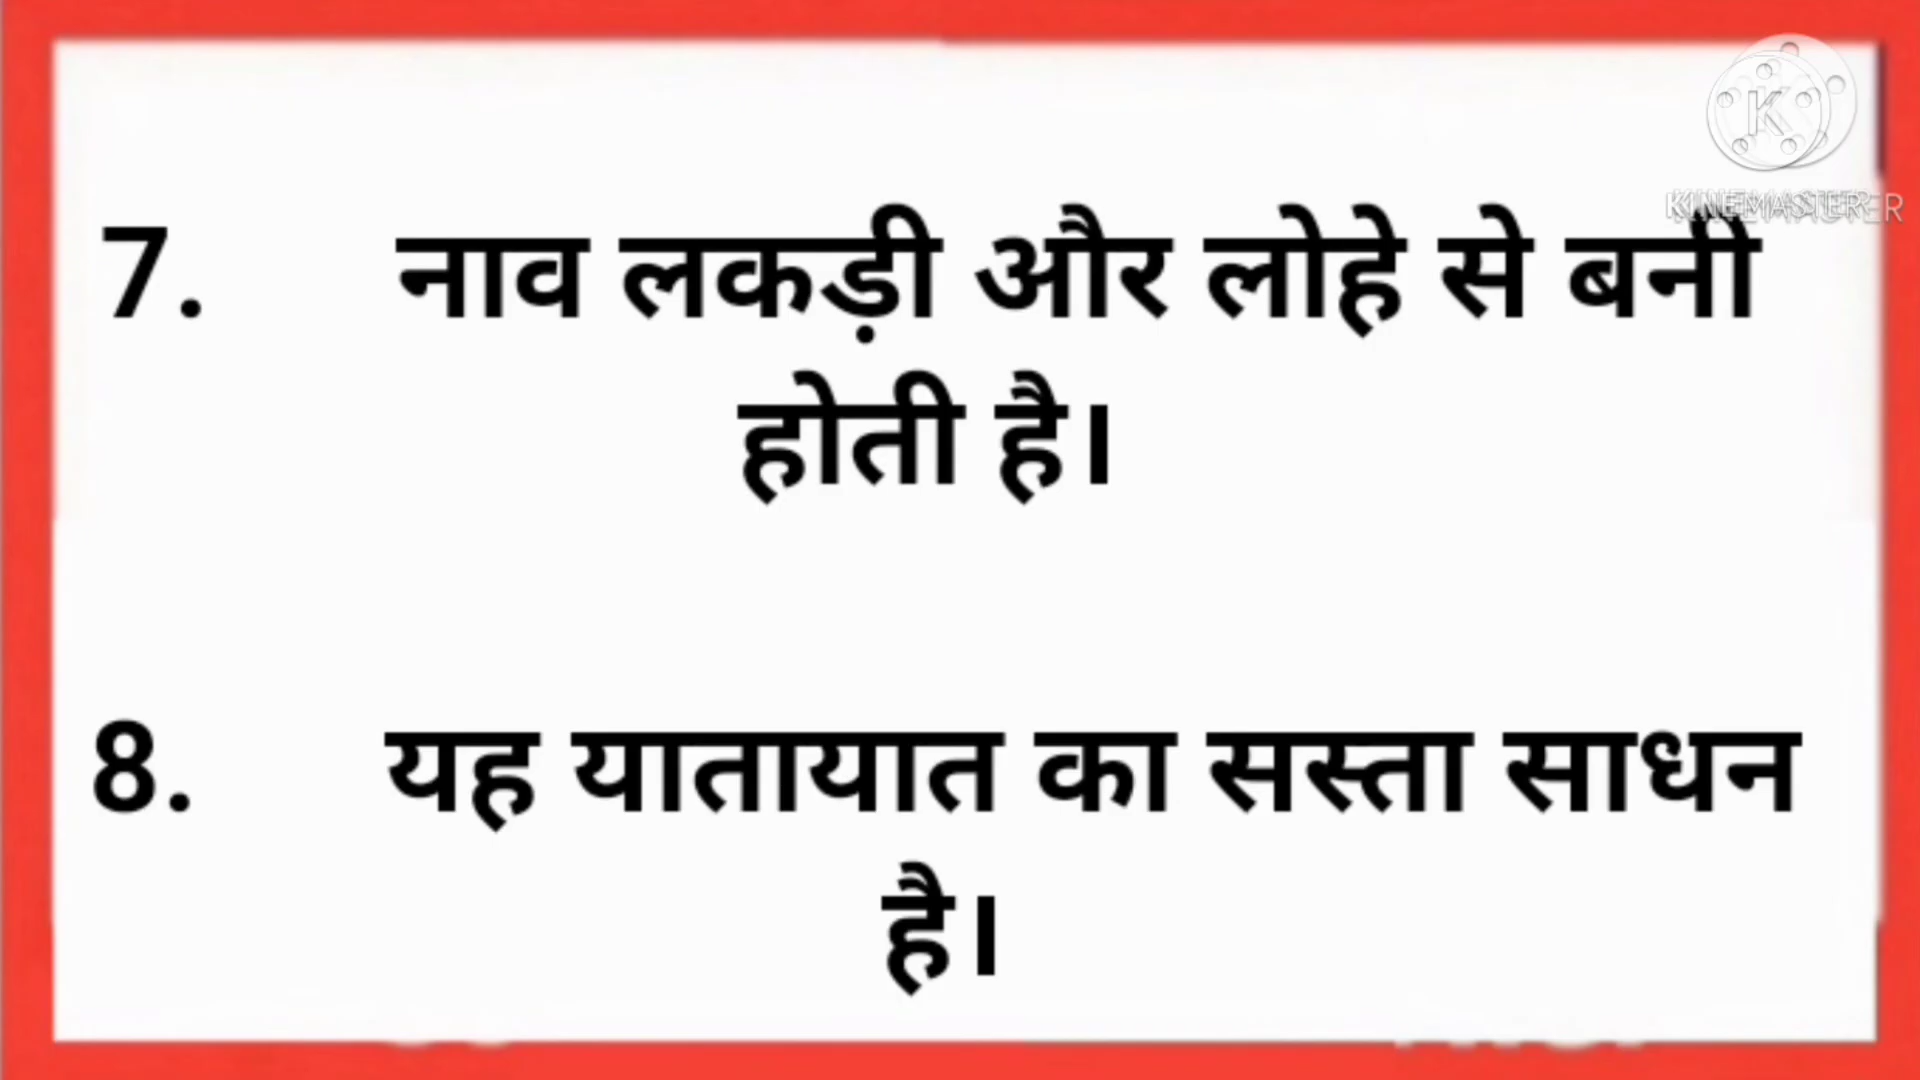 KINEMASTER
7. नाव लकड़ी और लोहे से बनी
होती है।
8. यह यातायात का सस्ता साधन
है।